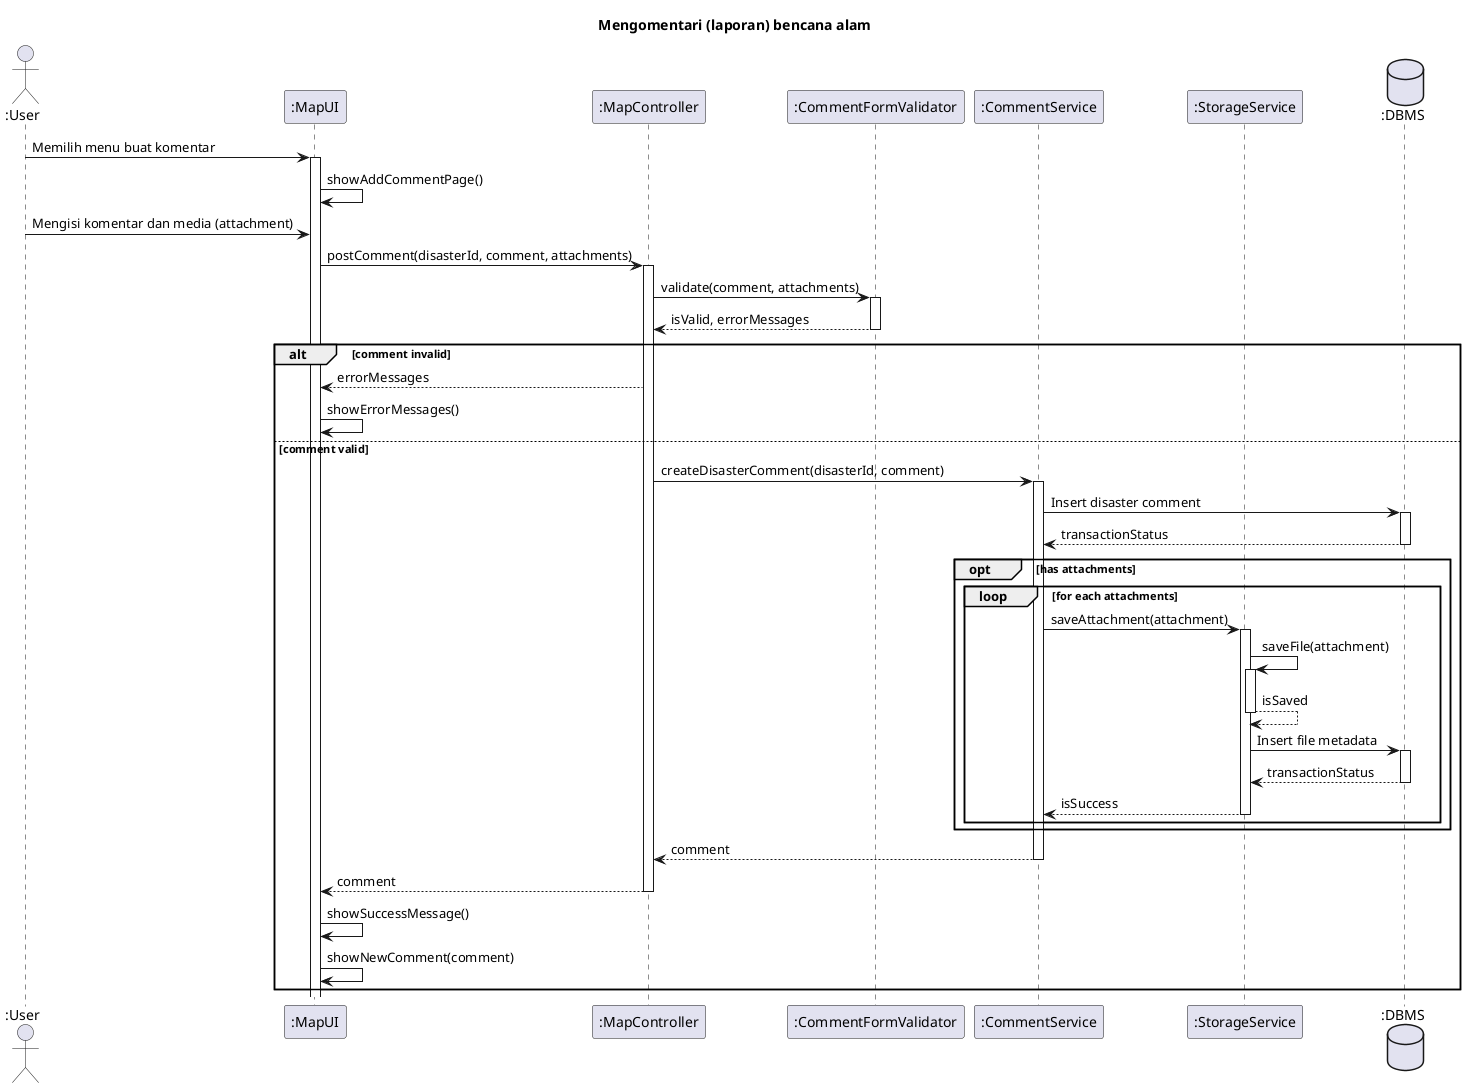 Mengomentari (laporan) bencana alam
:User
:MapUI
:MapController
:CommentFormValidator
:CommentService
:StorageService
:DBMS
Memilih menu buat komentar
showAddCommentPage()
Mengisi komentar dan media (attachment)
postComment(disasterId, comment, attachments)
validate(comment, attachments)
isValid, errorMessages
alt [comment invalid]
errorMessages
showErrorMessages()
[comment valid]
createDisasterComment(disasterId, comment)
Insert disaster comment
transactionStatus
opt [has attachments]
loop [for each attachments]
saveAttachment(attachment)
saveFile(attachment)
isSaved
Insert file metadata
transactionStatus
isSuccess
comment
comment
showSuccessMessage()
showNewComment(comment)
:User
:MapUI
:MapController
:CommentFormValidator
:CommentService
:StorageService
:DBMS